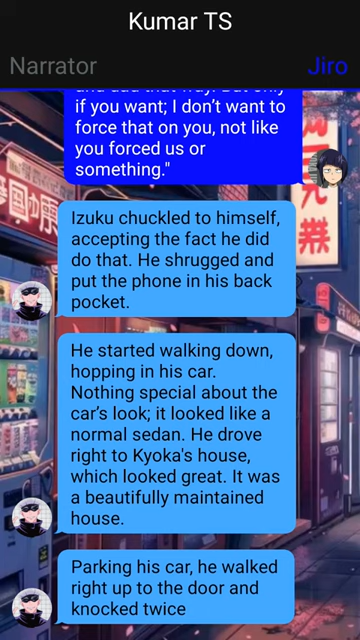 Kumar TS
Narrator
Jiro
if you want; I don’t want to
force that on you, not like
you forced us or
something."
Izuku chuckled to himself,
accepting the fact he did
do that. He shrugged and
put the phone in his back
pocket.
He started walking down,
hopping in his car.
Nothing special about the
car’s look; it looked like a
normal sedan. He drove
right to Kyoka's house,
which looked great. It was
a beautifully maintained
house.
Parking his car, he walked
right up to the door and
knocked twice